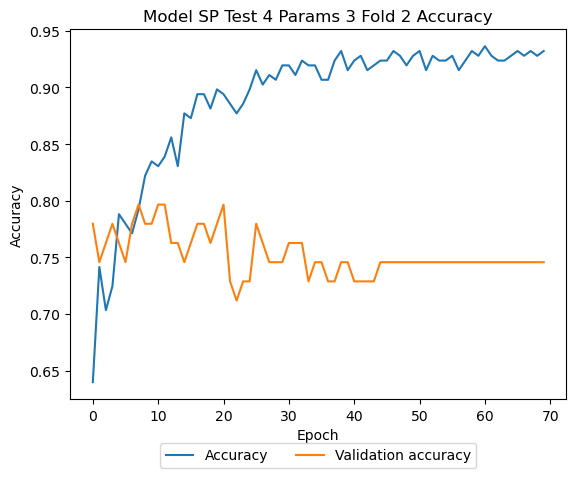 Model SP Test 4 Params 3 Fold 2 Accuracy
0.95
0.90
0.85
0.80
0.75
0.70
0.65
Accuracy
0 10 20 30 40 50 60 70
Epoch
Accuracy Validation accuracy